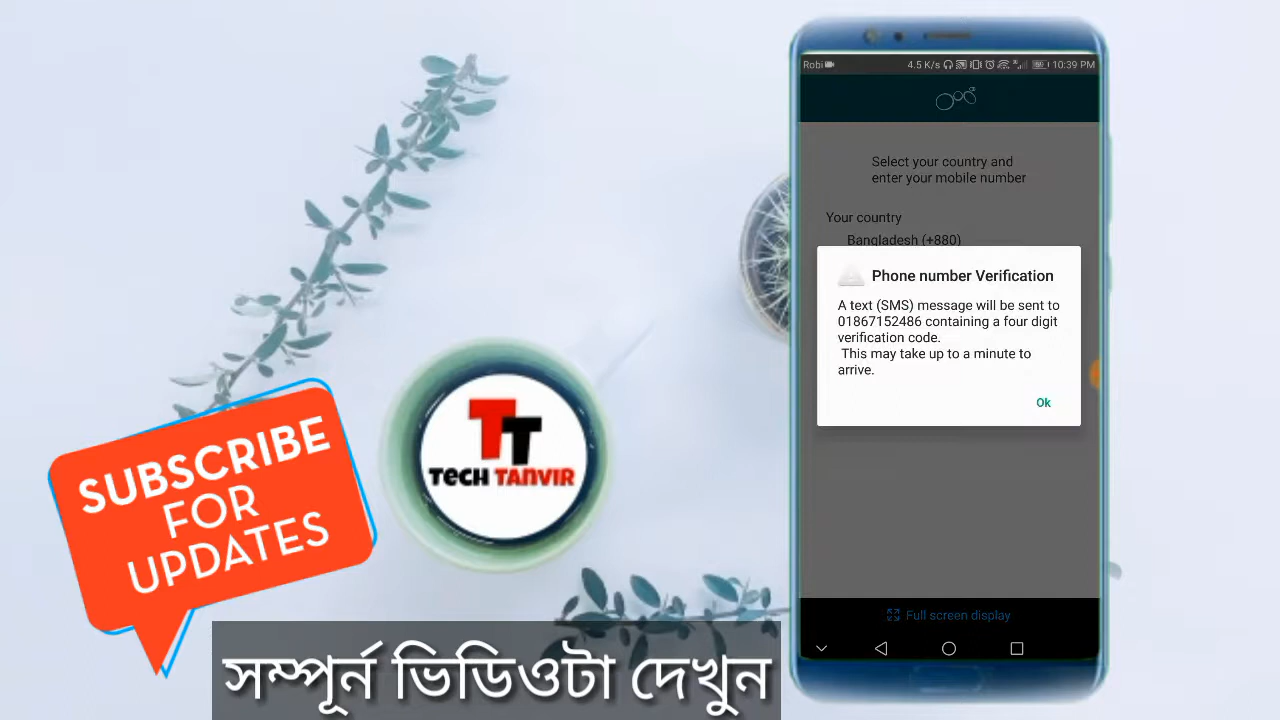 Robi
4.5 K/s
10:39 PM
Select your country and
enter your mobile number
Your country
Bangladesh (+880)
Phone number Verification
A text (SMS) message will be sent to
01867152486 containing a four digit
verification code.
This may take up to a minute to
arrive.
Ok
Full screen display
TT
TECH TANVIR
SUBSCRIBE
FOR
UPDATES
সম্পূর্ন ভিডিওটা দেখুন